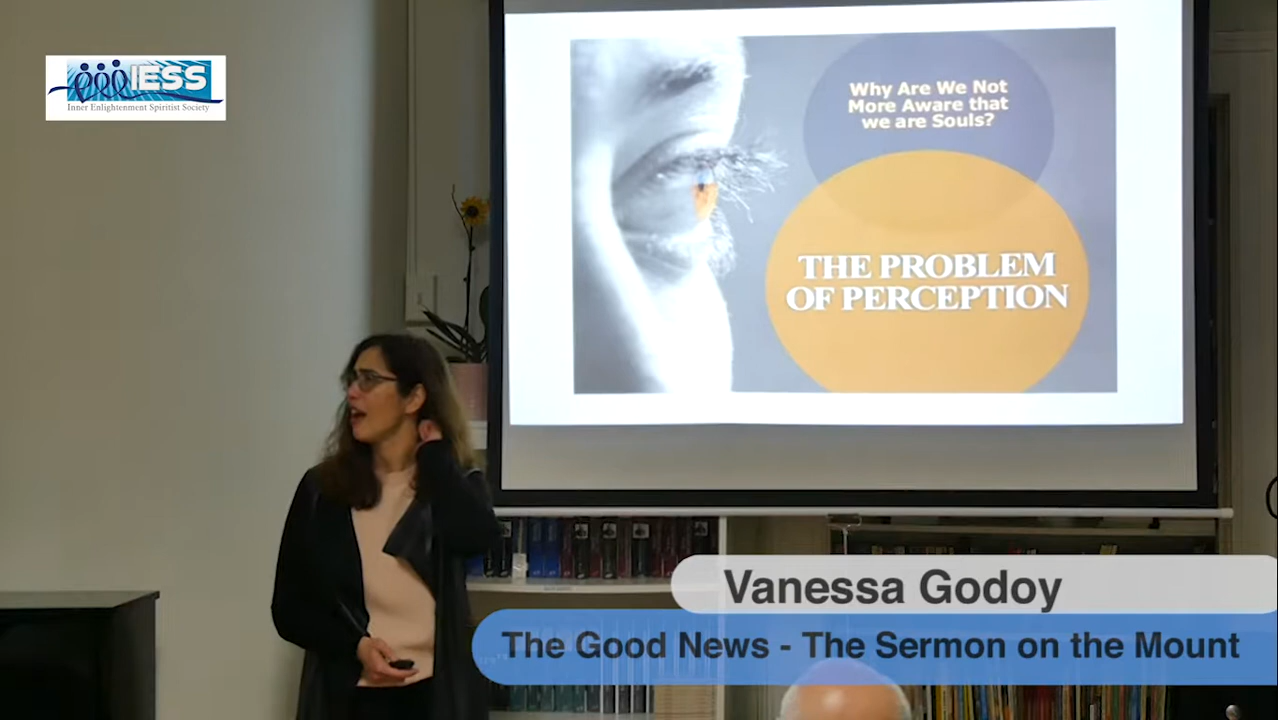 IESS
Inner Enlightenment Spiritist Society
Why Are We Not
More Aware that
we are Souls?
THE PROBLEM
OF PERCEPTION
Vanessa Godoy
The Good News - The Sermon on the Mount